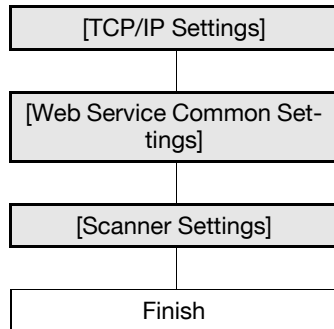 [TCP/IP Settings]
[Web Service Common Set-
tings]
[Scanner Settings]
Finish